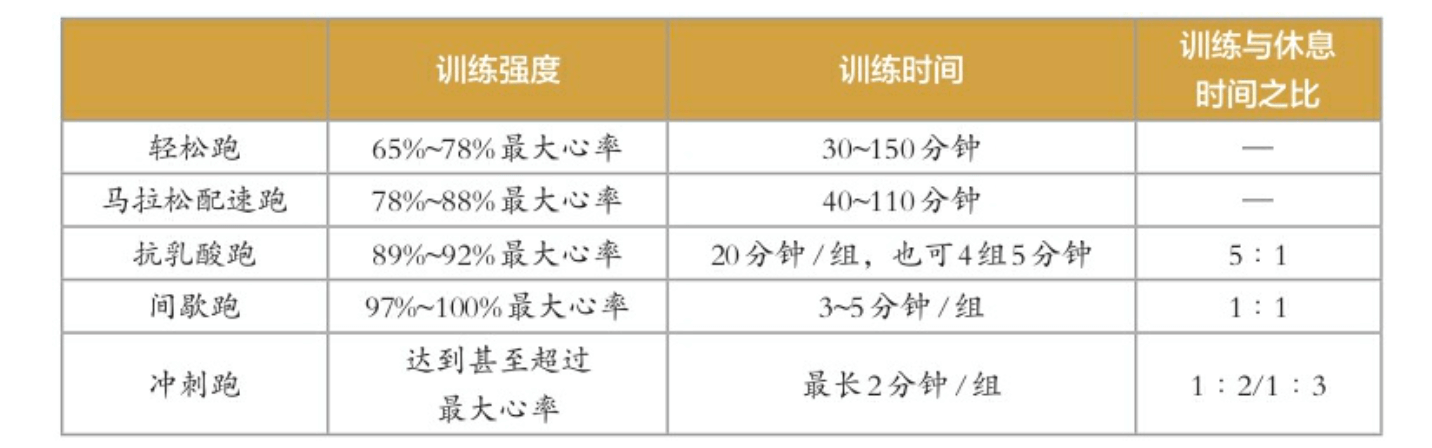 训练强度 训练时间 训练与休息
时间之比
轻松跑 65%~78%最大心率 30~150分钟 —
马拉松配速跑 78%~88%最大心率 40~110分钟 —
抗乳酸跑 89%~92%最大心率 20分钟/组，也可4组5分钟 5：1
间歇跑 97%~100%最大心率 3~5分钟/组 1：1
冲刺跑 达到甚至超过
最大心率 最长2分钟/组 1：2/1：3